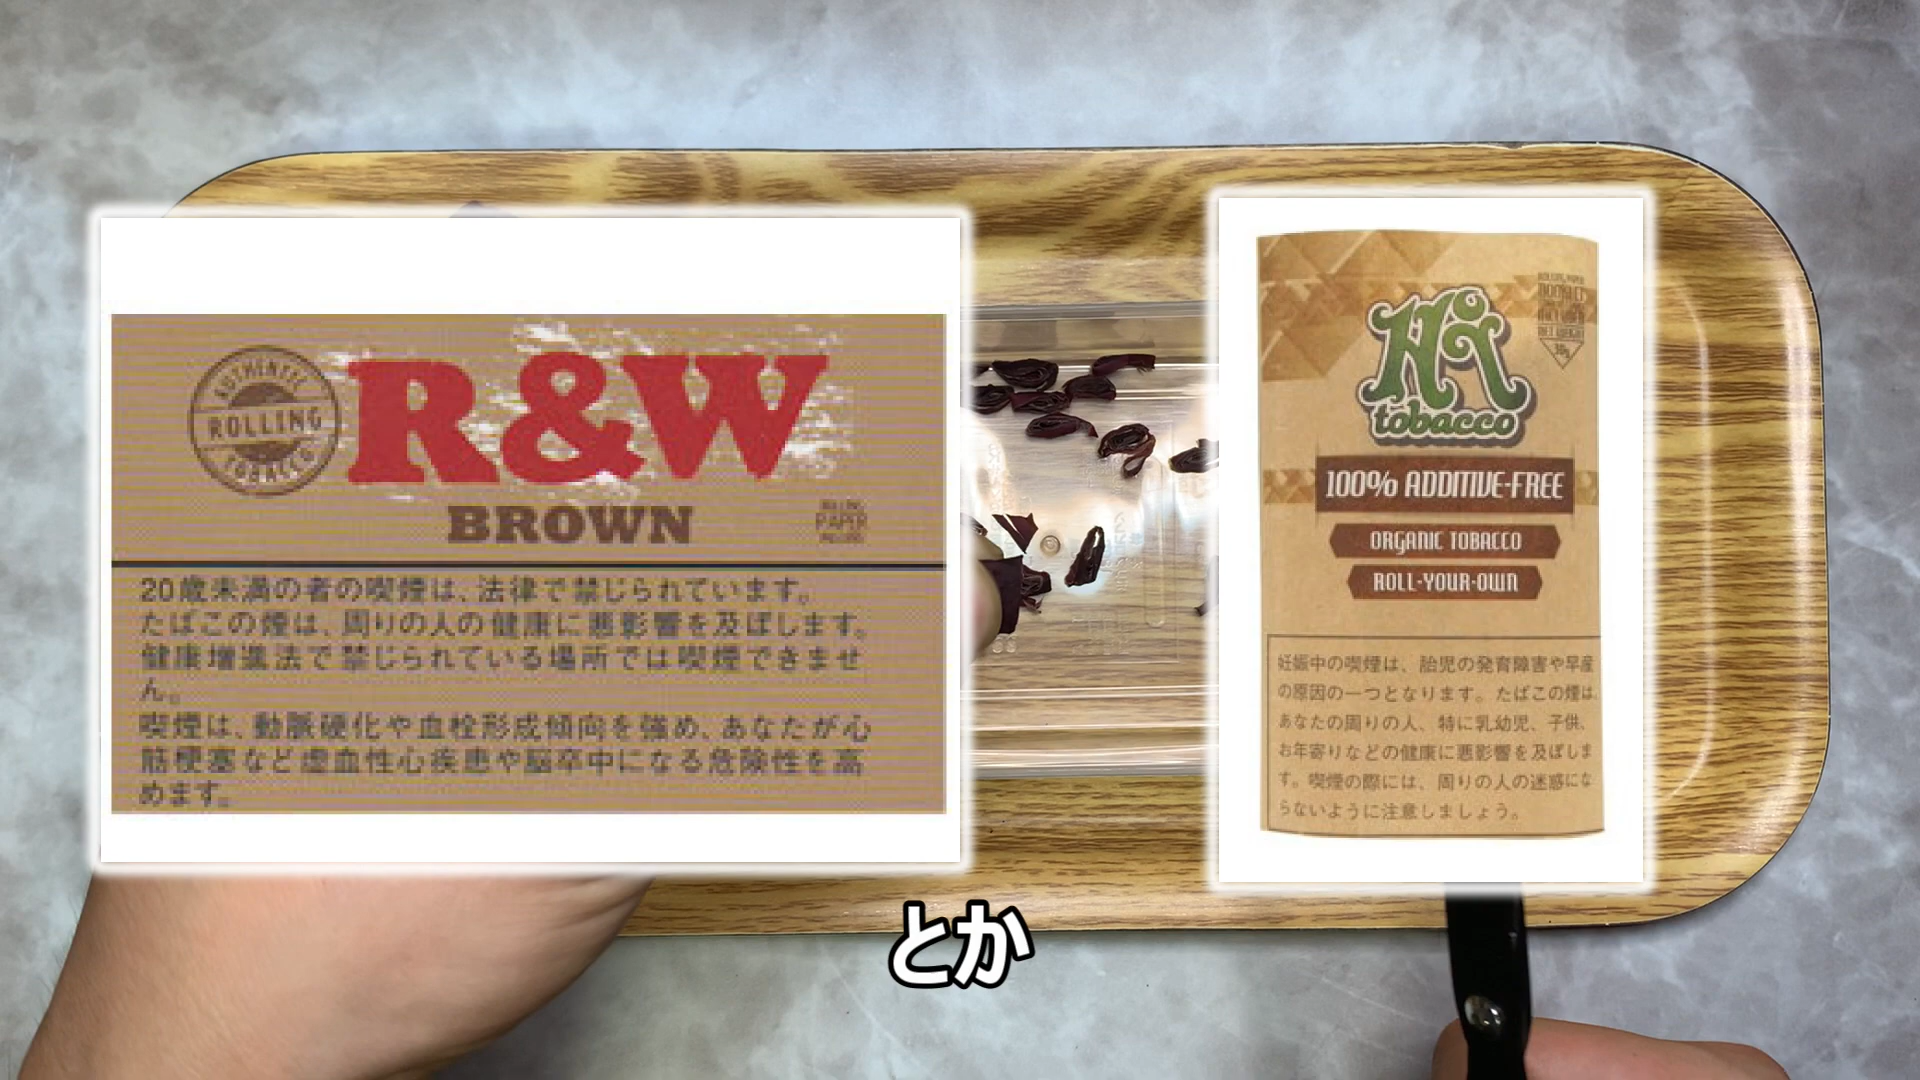 AUTHENTIC
ROLLING
TOBACCO
R&W
BROWN
ROLLING
PAPER
INCLUDED
20歳未満の者の喫煙は、法律で禁じられています。
たばこの煙は、周りの人の健康に悪影響を及ぼします。
健康増進法で禁じられている場所では喫煙できませ
ん。
喫煙は、動脈硬化や血栓形成傾向を強め、あなたが心
筋梗塞など虚血性心疾患や脳卒中になる危険性を高
めます。
ROLLING PAPER
BOOKLET
NET WEIGHT
30g
Hi
tobacco
100% ADDITIVE-FREE
ORGANIC TOBACCO
ROLL-YOUR-OWN
妊娠中の喫煙は、胎児の発育障害や早産
の原因の一つとなります。たばこの煙は、
あなたの周りの人、特に乳幼児、子供、
お年寄りなどの健康に悪影響を及ぼしま
す。喫煙の際には、周りの人の迷惑にな
らないように注意しましょう。
とか